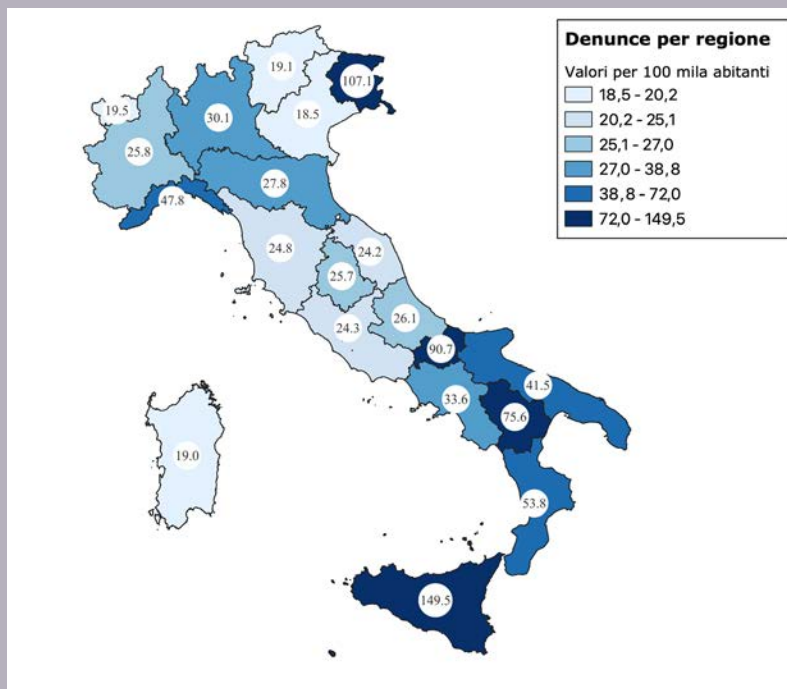 Denunce per regione
Valori per 100 mila abitanti
18,5 - 20,2
20,2 - 25,1
25,1 - 27,0
27,0 - 38,8
38,8 - 72,0
72,0 - 149,5
19.1
107.1
19.5
18.5
30.1
25.8
27.8
47.8
24.8
24.2
25.7
26.1
24.3
90.7
41.5
33.6
75.6
19.0
53.8
149.5